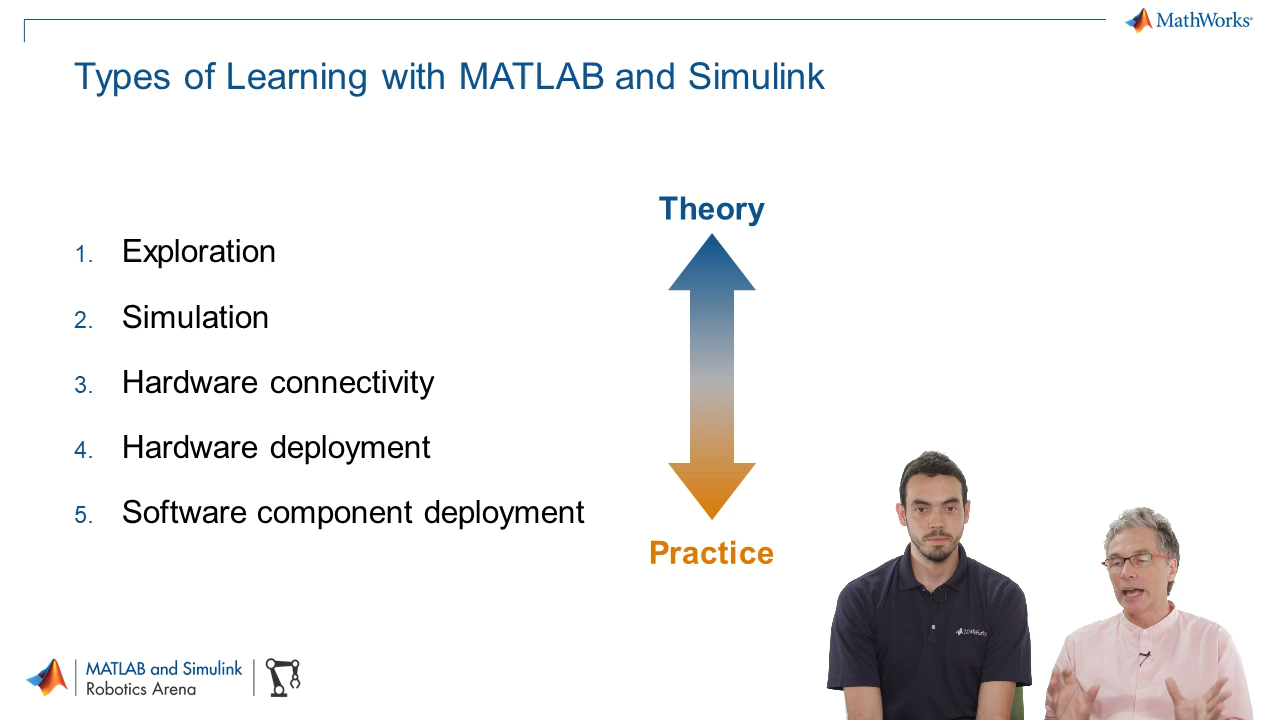 MathWorks®
Types of Learning with MATLAB and Simulink
Theory
1. Exploration
2. Simulation
3. Hardware connectivity
4. Hardware deployment
5. Software component deployment
Practice
MathWorks
MATLAB and Simulink
Robotics Arena